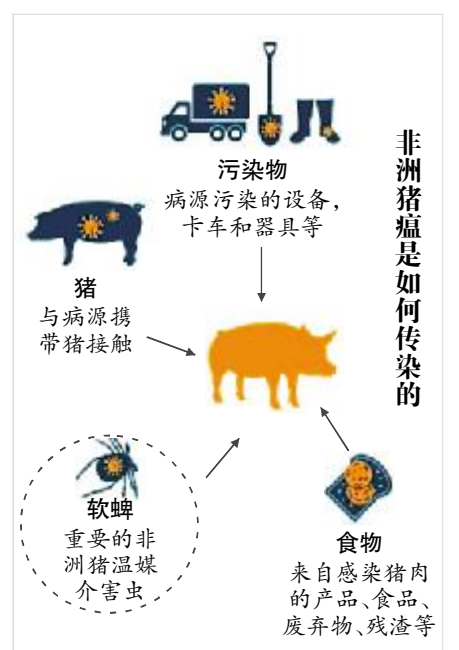 非洲猪瘟是如何传染的
污染物
病源污染的设备，
卡车和器具等
猪
与病源携
带猪接触
软蜱
重要的非
洲猪温媒
介害虫
食物
来自感染猪肉
的产品、食品、
废弃物、残渣等